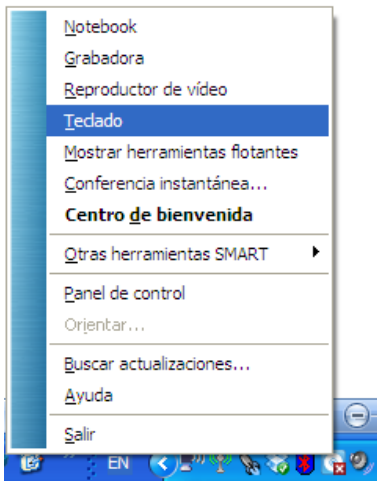 Notebook
Grabadora
Reproductor de vídeo
Teclado
Mostrar herramientas flotantes
Conferencia instantánea...
Centro de bienvenida
Otras herramientas SMART
Panel de control
Orientar...
Buscar actualizaciones...
Ayuda
Salir
EN